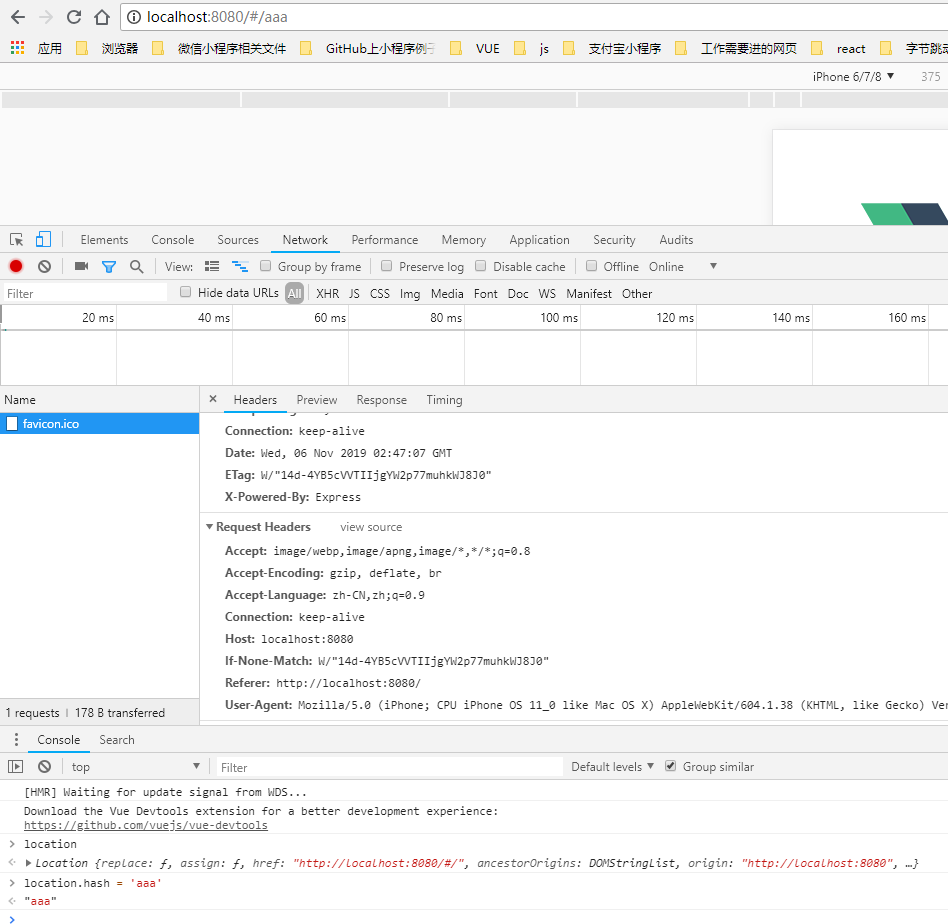 localhost:8080/#/aaa
应用 浏览器 微信小程序相关文件 GitHub上小程序例子 VUE js 支付宝小程序 工作需要进的网页 react 字节跳动
iPhone 6/7/8 ▼ 375
Elements Console Sources Network Performance Memory Application Security Audits
View: Group by frame Preserve log Disable cache Offline Online ▼
Filter Hide data URLs All XHR JS CSS Img Media Font Doc WS Manifest Other
20 ms 40 ms 60 ms 80 ms 100 ms 120 ms 140 ms 160 ms
Name × Headers Preview Response Timing
favicon.ico
Connection: keep-alive
Date: Wed, 06 Nov 2019 02:47:07 GMT
ETag: W/"14d-4YB5cVVTIIjgYW2p77muhkWJ8J0"
X-Powered-By: Express
▼ Request Headers view source
Accept: image/webp,image/apng,image/*,*/*;q=0.8
Accept-Encoding: gzip, deflate, br
Accept-Language: zh-CN,zh;q=0.9
Connection: keep-alive
Host: localhost:8080
If-None-Match: W/"14d-4YB5cVVTIIjgYW2p77muhkWJ8J0"
Referer: http://localhost:8080/
User-Agent: Mozilla/5.0 (iPhone; CPU iPhone OS 11_0 like Mac OS X) AppleWebKit/604.1.38 (KHTML, like Gecko) Ver
1 requests | 178 B transferred
Console Search
top ▼ Filter Default levels ▼ Group similar
[HMR] Waiting for update signal from WDS...
Download the Vue Devtools extension for a better development experience:
https://github.com/vuejs/vue-devtools
> location
Location {replace: ƒ, assign: ƒ, href: "http://localhost:8080/#/", ancestorOrigins: DOMStringList, origin: "http://localhost:8080", …}
> location.hash = 'aaa'
"aaa"
>